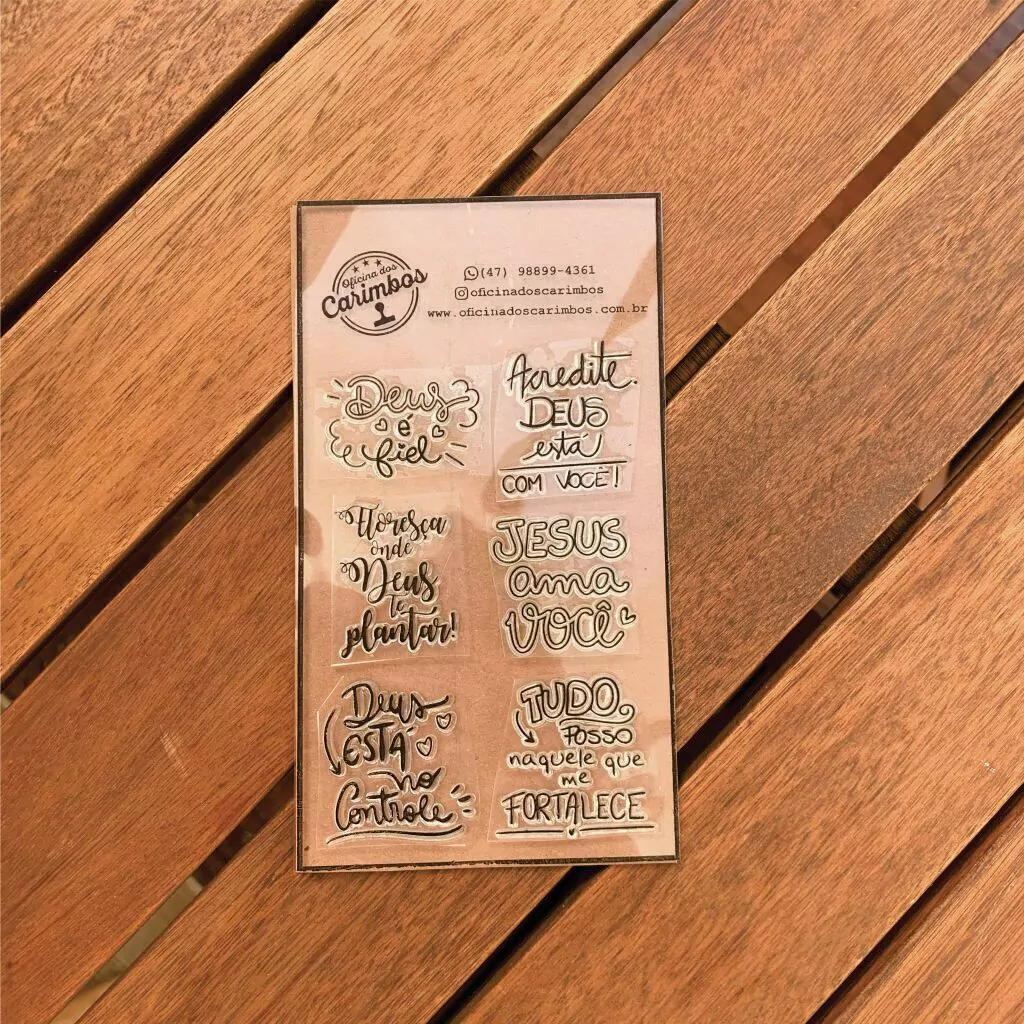 Oficina dos
Carimbos
(47) 98899-4361
oficinadoscarimbos
www.oficinadoscarimbos.com.br
Deus
é
fiel
Acredite.
DEUS
está
COM VOCÊ!
Floresça
onde
Deus
te
plantar!
JESUS
ama
você
Deus
ESTÁ
no
Controle
TUDO
POSSO
naquele que
me
FORTALECE